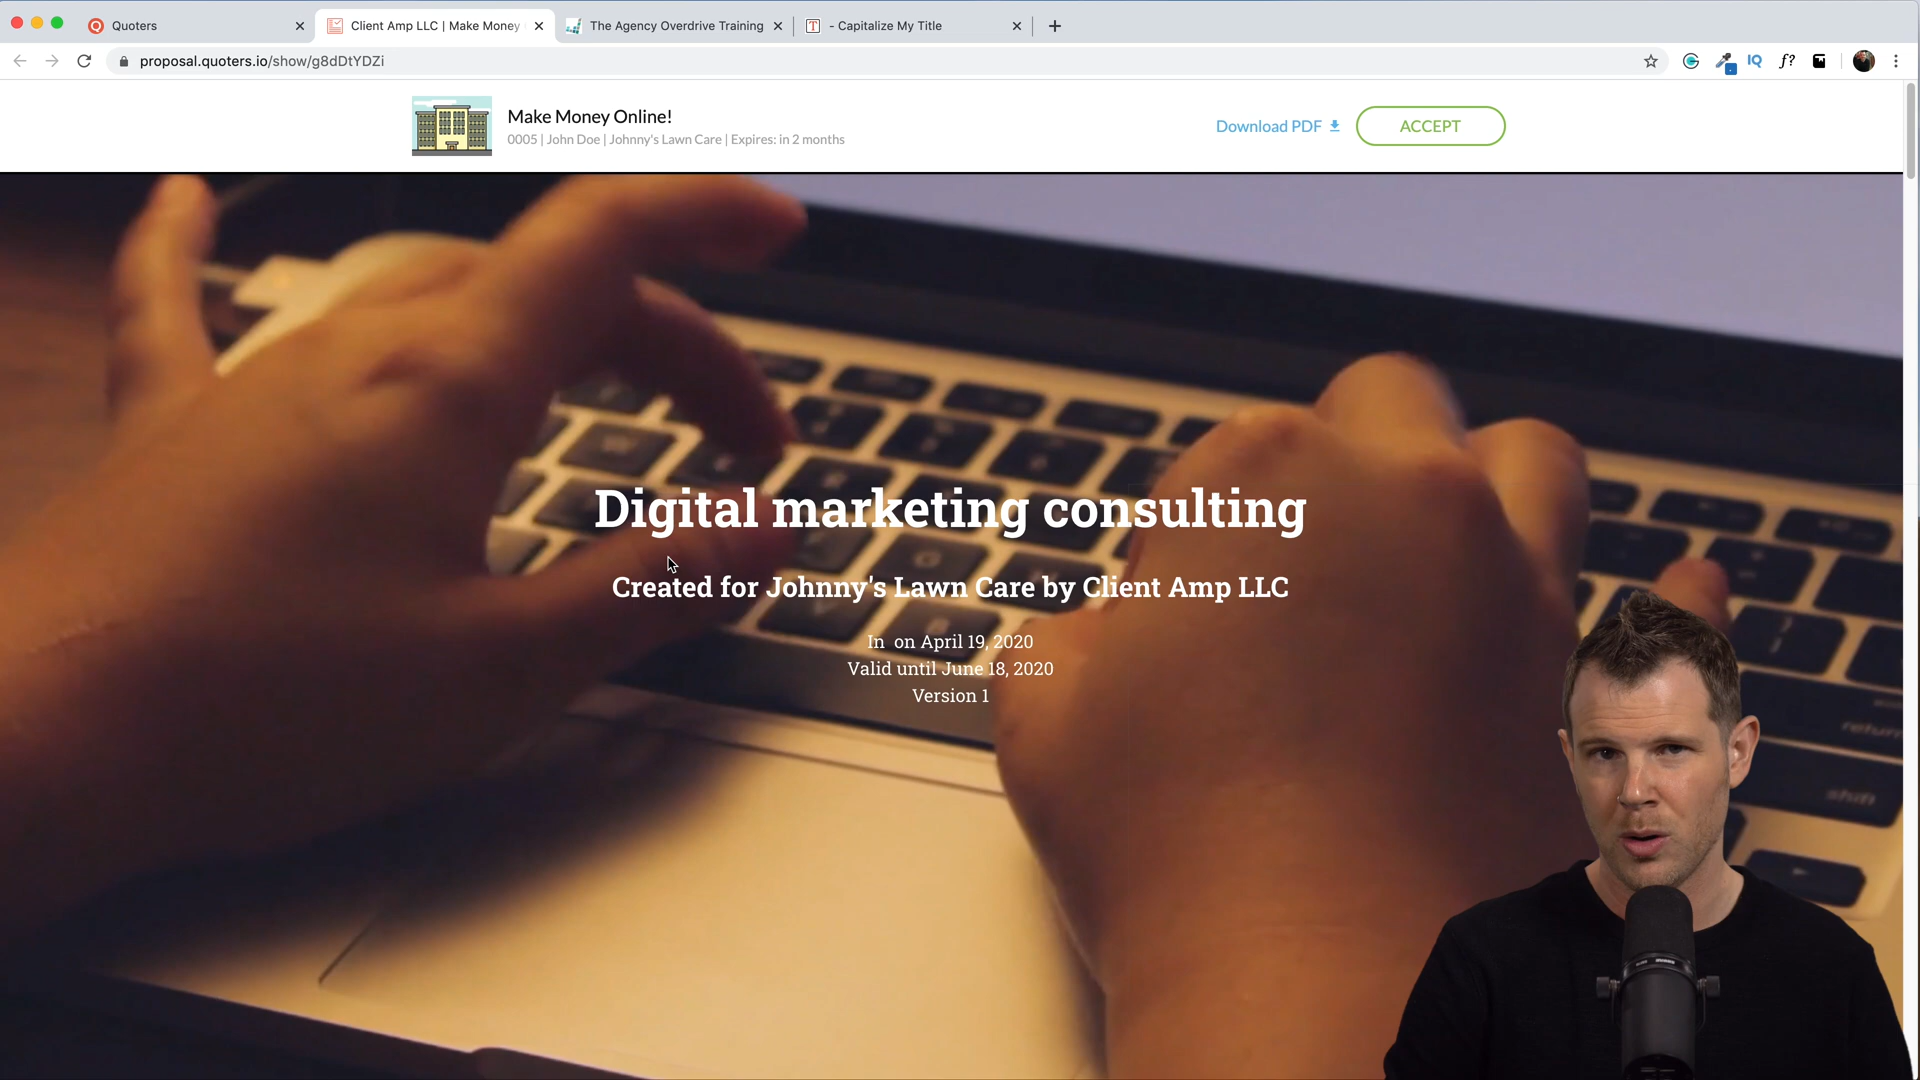 Quoters
Client Amp LLC | Make Money
The Agency Overdrive Training
- Capitalize My Title
proposal.quoters.io/show/g8dDtYDZi
IQ
f?
Make Money Online!
0005 | John Doe | Johnny's Lawn Care | Expires: in 2 months
Download PDF
ACCEPT
Digital marketing consulting
Created for Johnny's Lawn Care by Client Amp LLC
In on April 19, 2020
Valid until June 18, 2020
Version 1
return
shift